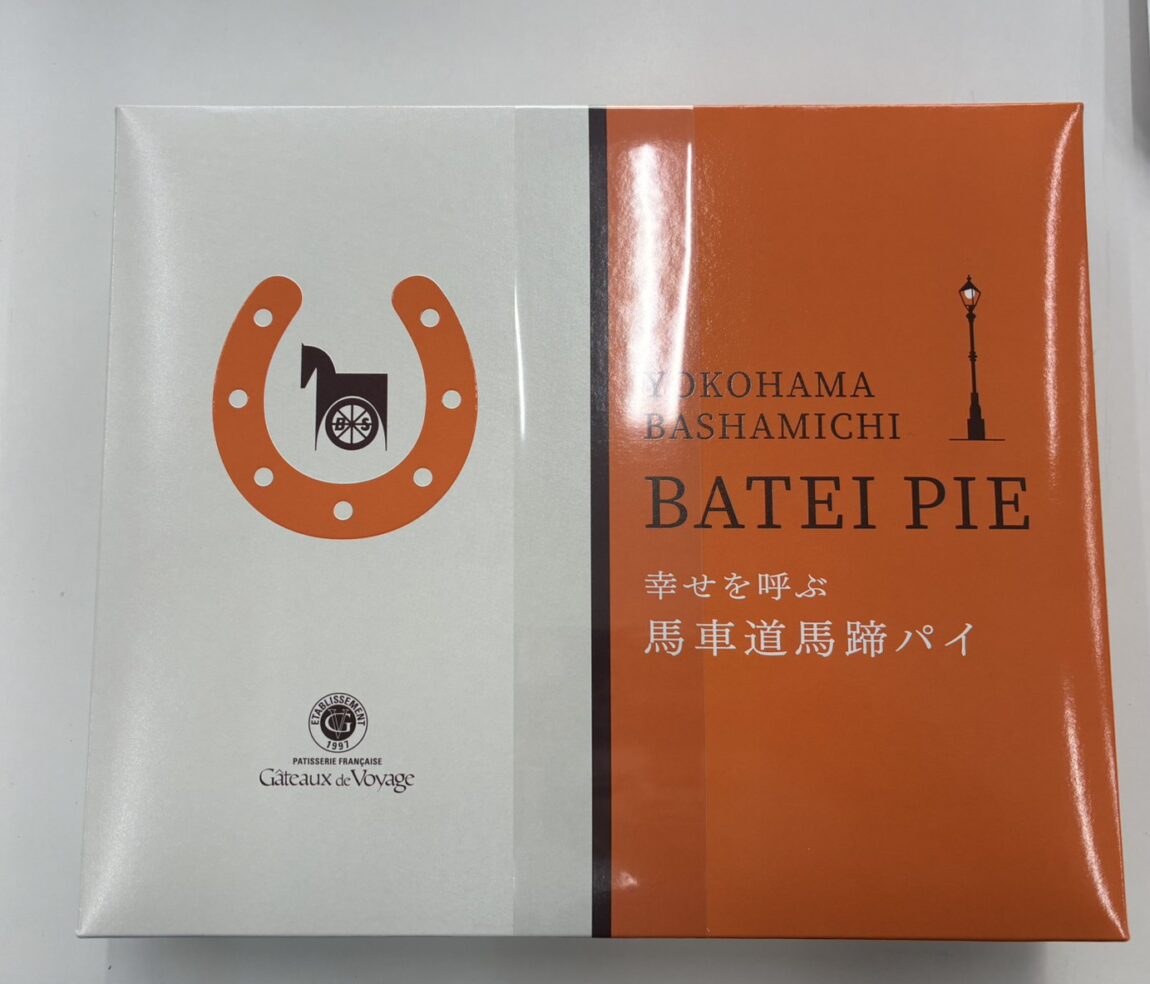 B S
ETABLISSEMENT
GV
1997
PATISSERIE FRANÇAISE
Gâteaux de Voyage
YOKOHAMA
BASHAMICHI
BATEI PIE
幸せを呼ぶ
馬車道馬蹄パイ